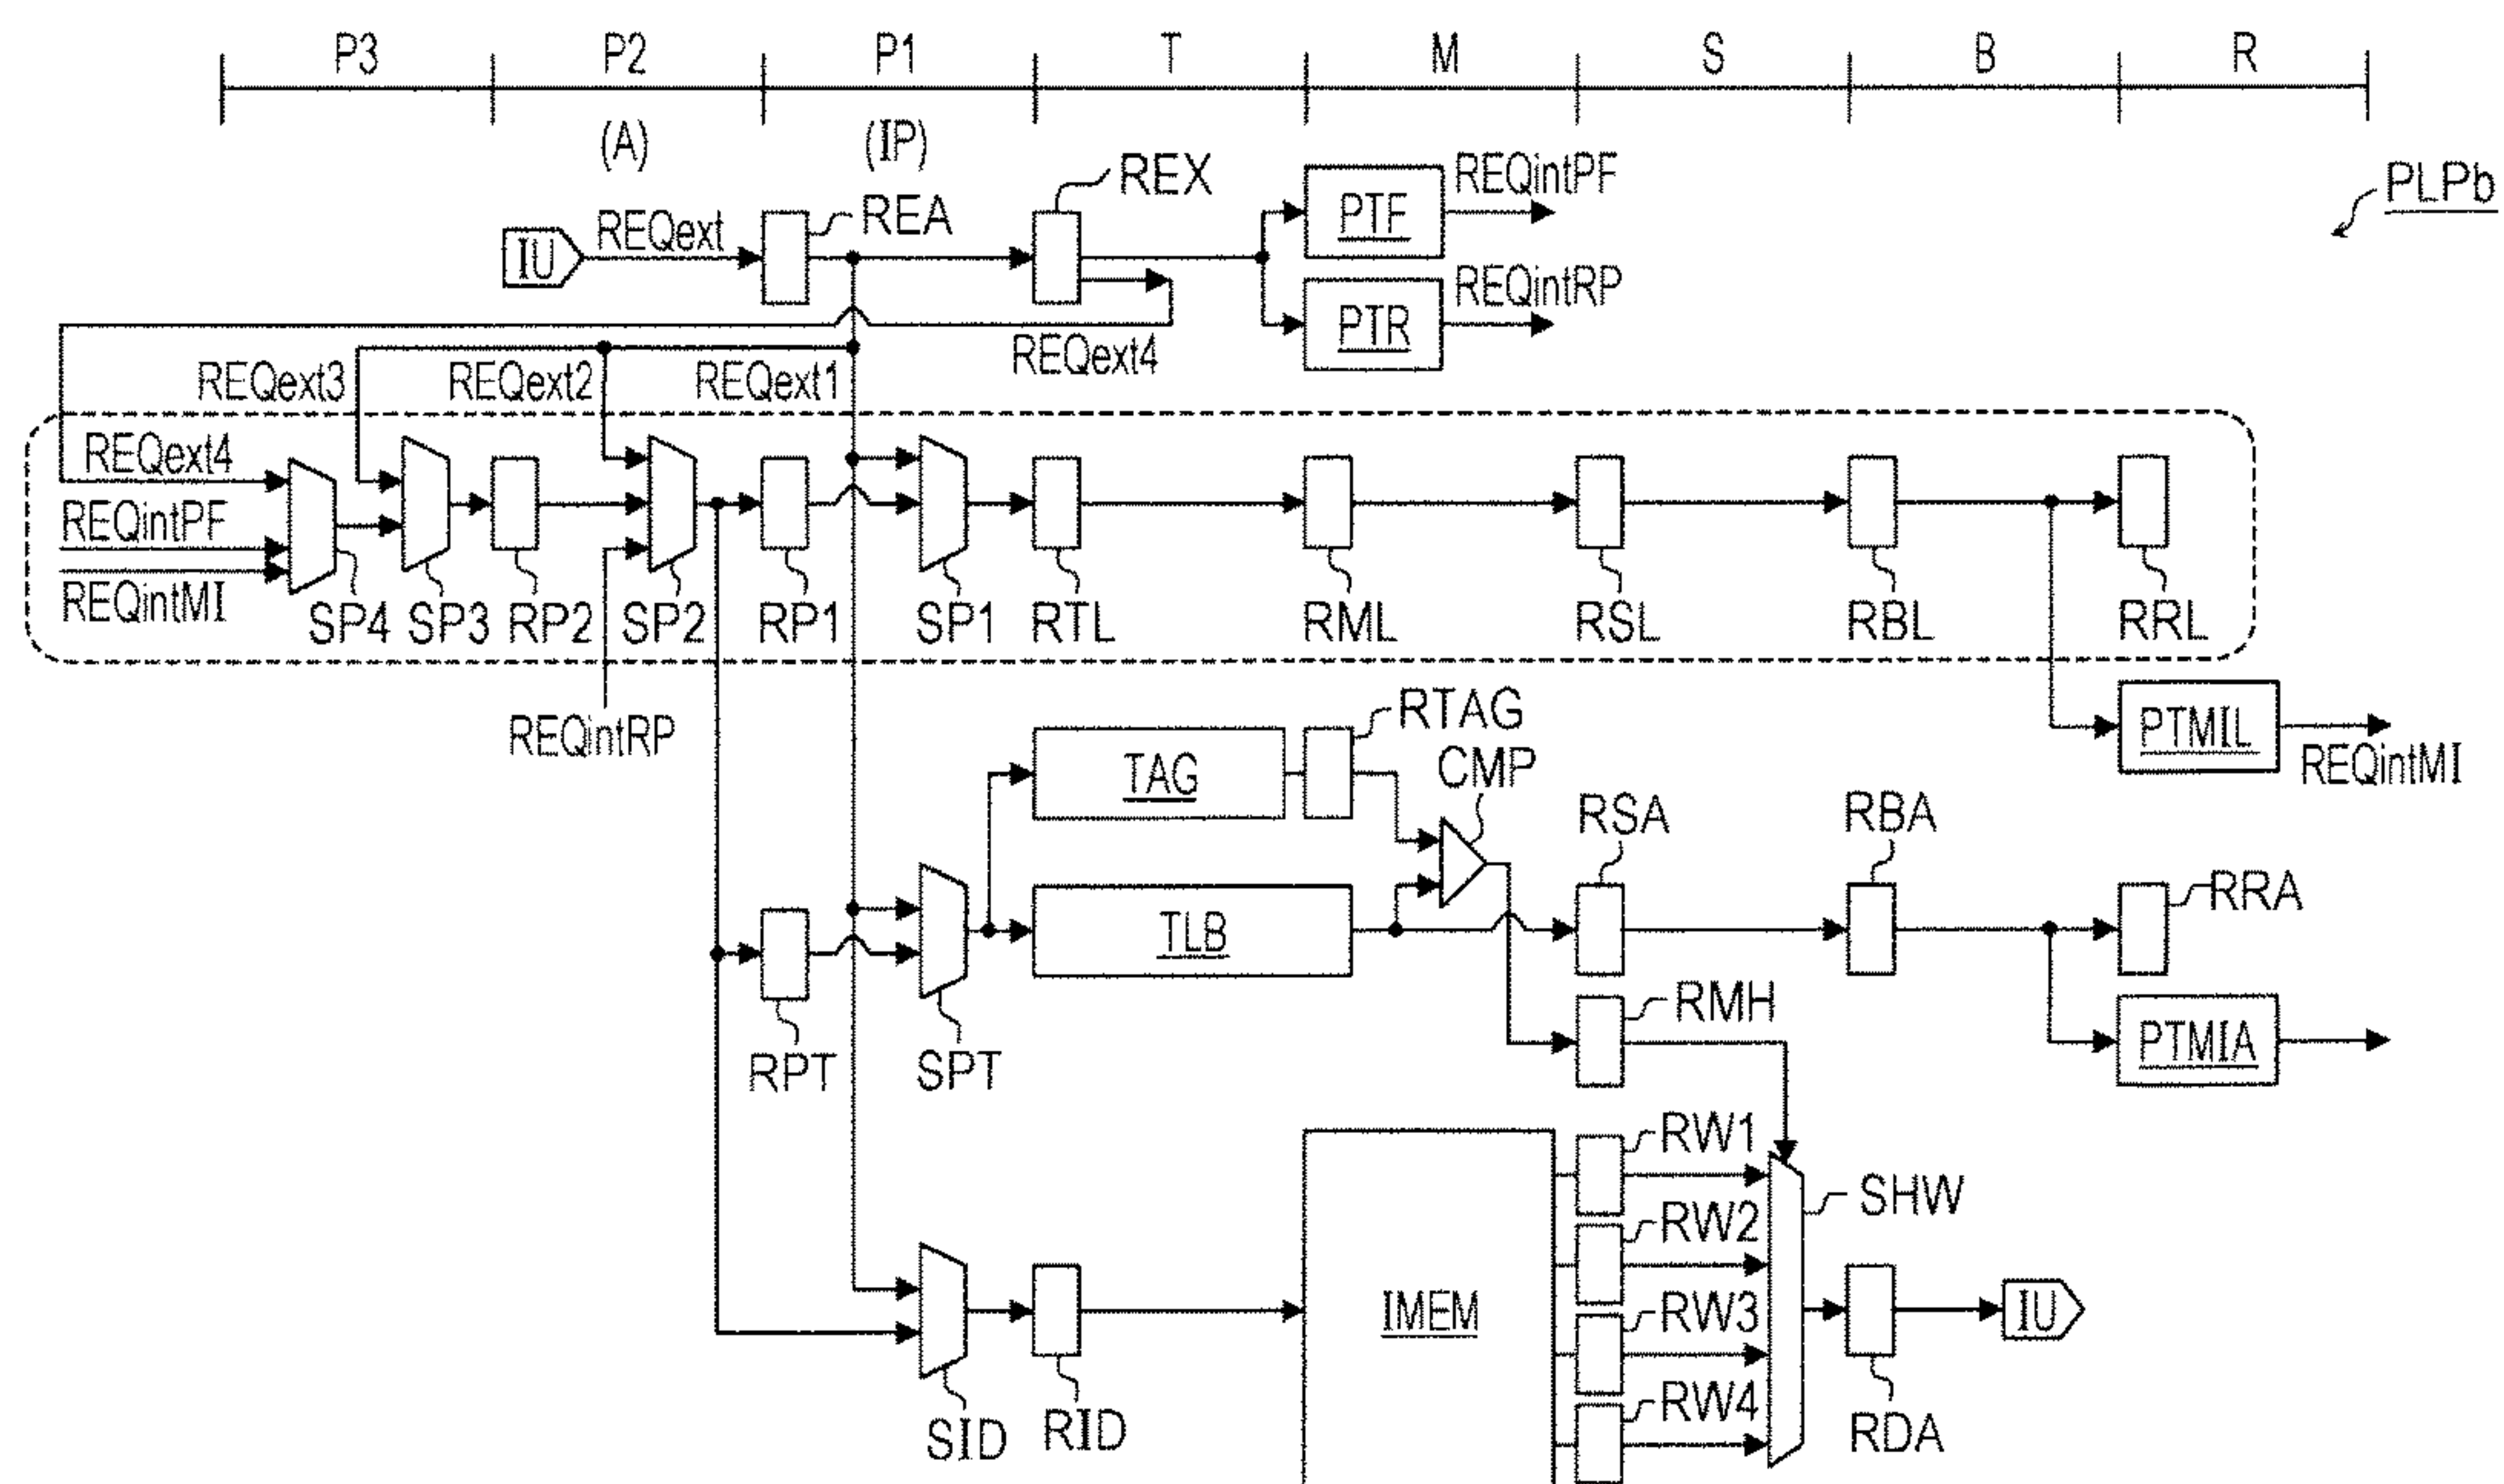 P3 P2 P1 T M S B R
(A) (IP)
REX REQintPF PLPb
REQext REA PTF
IU
REQintRP
PTR
REQext3 REQext2 REQext1 REQext4
REQext4
REQintPF
REQintMI
SP4 SP3 RP2 SP2 RP1 SP1 RTL RML RSL RBL RRL
REQintRP
RTAG
PTMIL
TAG CMP REQintMI
RSA RBA
TLB RRA
RMH
PTMIA
RPT SPT
RW1
SHW
RW2
IMEM RW3 IU
RW4
SID RID RDA